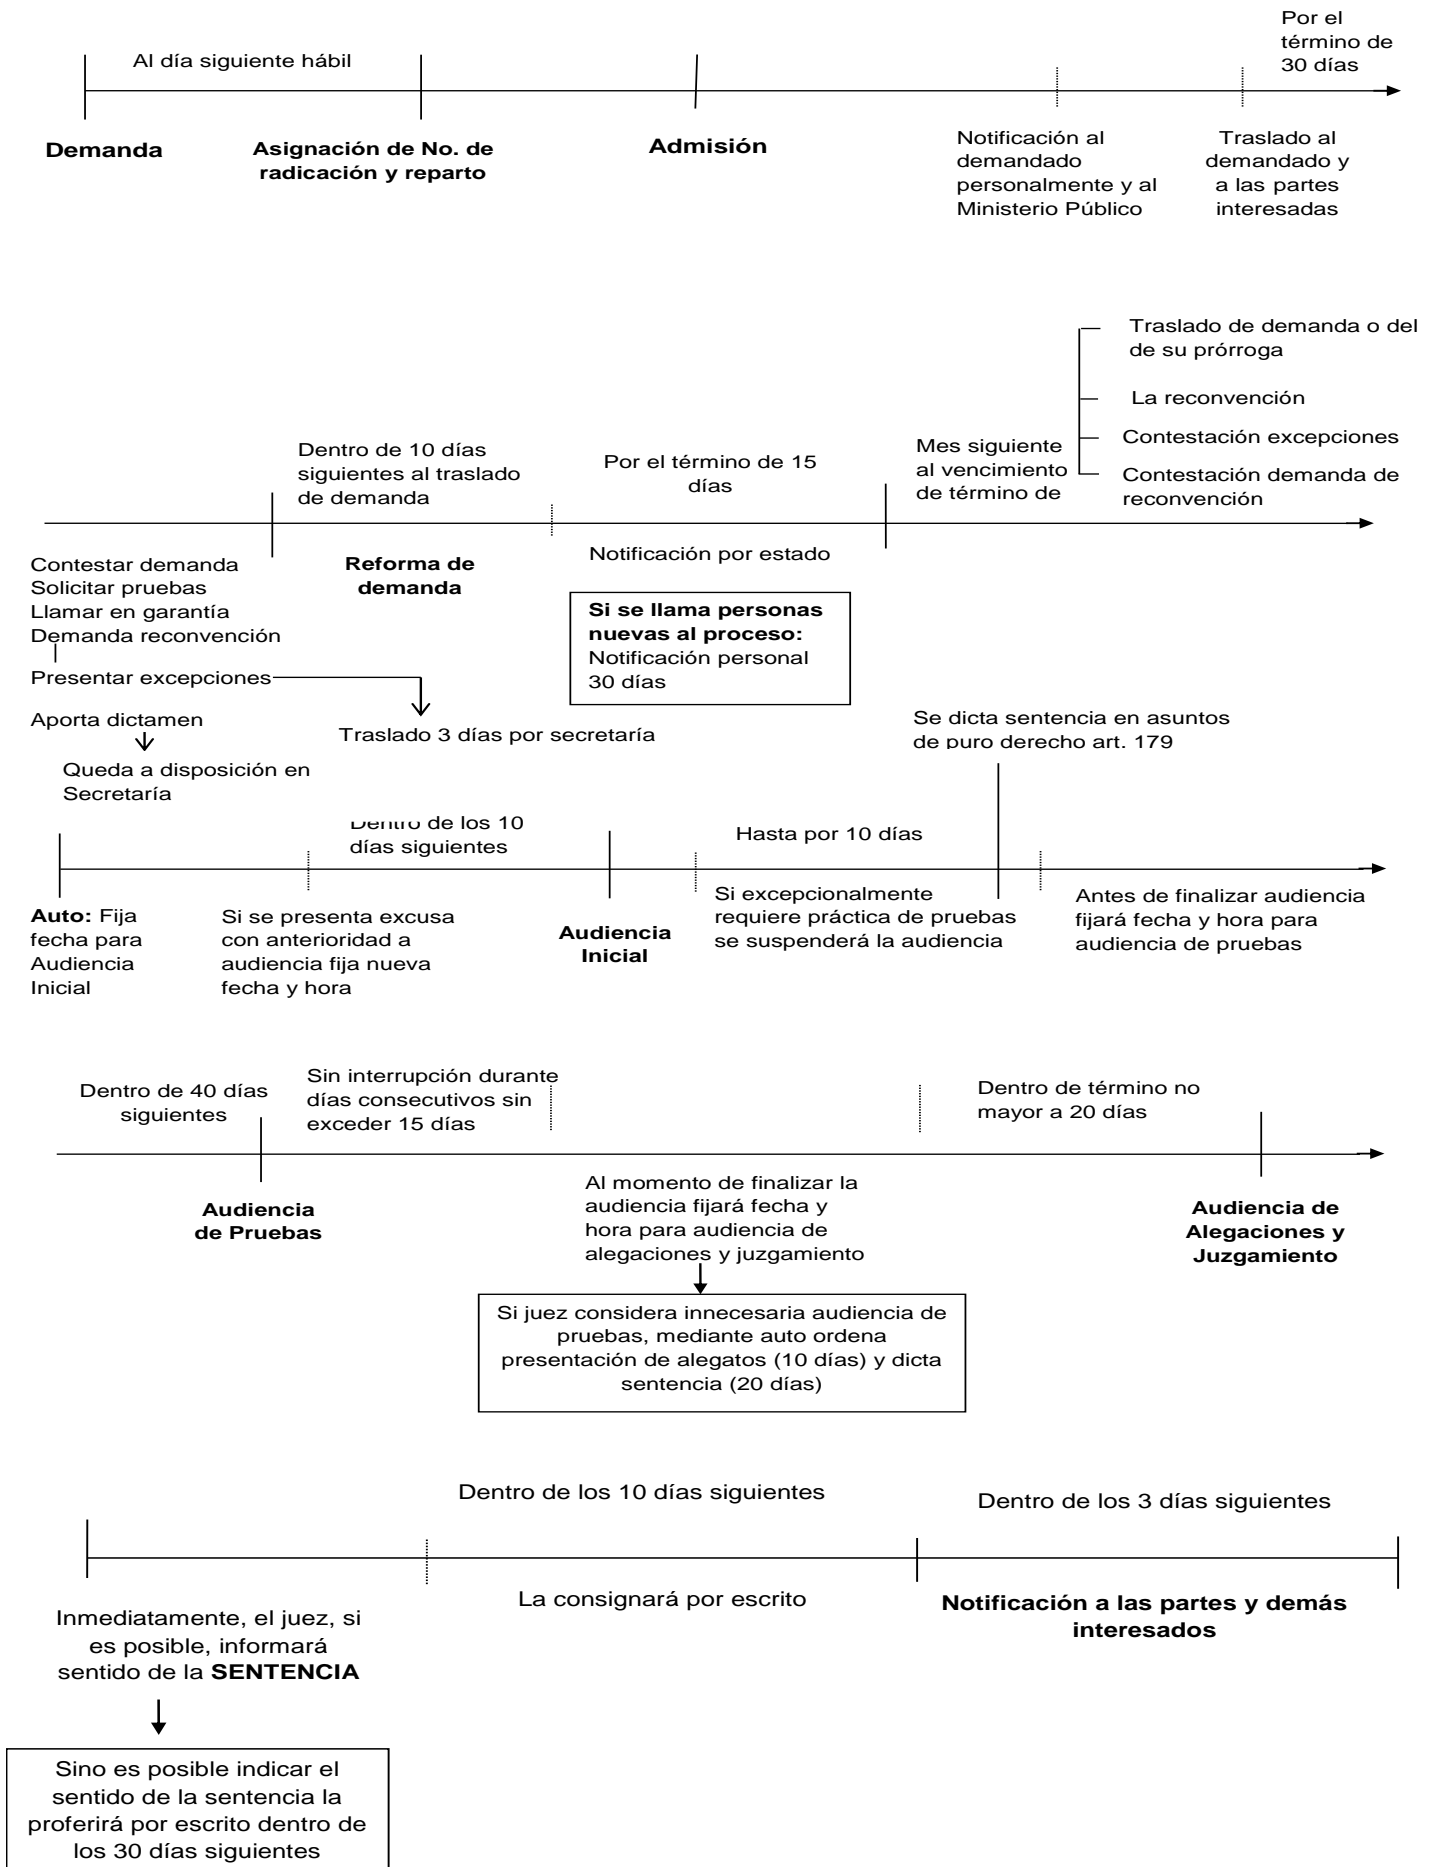 Por el
término de
30 días
Al día siguiente hábil
Demanda
Asignación de No. de
radicación y reparto
Admisión
Notificación al
demandado
personalmente y al
Ministerio Público
Traslado al
demandado y
a las partes
interesadas
Traslado de demanda o del
de su prórroga
La reconvención
Contestación excepciones
Contestación demanda de
reconvención
Dentro de 10 días
siguientes al traslado
de demanda
Por el término de 15
días
Mes siguiente
al vencimiento
de término de
Contestar demanda
Solicitar pruebas
Llamar en garantía
Demanda reconvención
Presentar excepciones
Aporta dictamen
Queda a disposición en
Secretaría
Reforma de
demanda
Traslado 3 días por secretaría
Notificación por estado
Si se llama personas
nuevas al proceso:
Notificación personal
30 días
Se dicta sentencia en asuntos
de puro derecho art. 179
Dentro de los 10
días siguientes
Hasta por 10 días
Auto: Fija
fecha para
Audiencia
Inicial
Si se presenta excusa
con anterioridad a
audiencia fija nueva
fecha y hora
Audiencia
Inicial
Si excepcionalmente
requiere práctica de pruebas
se suspenderá la audiencia
Antes de finalizar audiencia
fijará fecha y hora para
audiencia de pruebas
Dentro de 40 días
siguientes
Sin interrupción durante
días consecutivos sin
exceder 15 días
Dentro de término no
mayor a 20 días
Audiencia
de Pruebas
Al momento de finalizar la
audiencia fijará fecha y
hora para audiencia de
alegaciones y juzgamiento
Audiencia de
Alegaciones y
Juzgamiento
Si juez considera innecesaria audiencia de
pruebas, mediante auto ordena
presentación de alegatos (10 días) y dicta
sentencia (20 días)
Dentro de los 10 días siguientes
Dentro de los 3 días siguientes
Inmediatamente, el juez, si
es posible, informará
sentido de la SENTENCIA
La consignará por escrito
Notificación a las partes y demás
interesados
Sino es posible indicar el
sentido de la sentencia la
proferirá por escrito dentro de
los 30 días siguientes